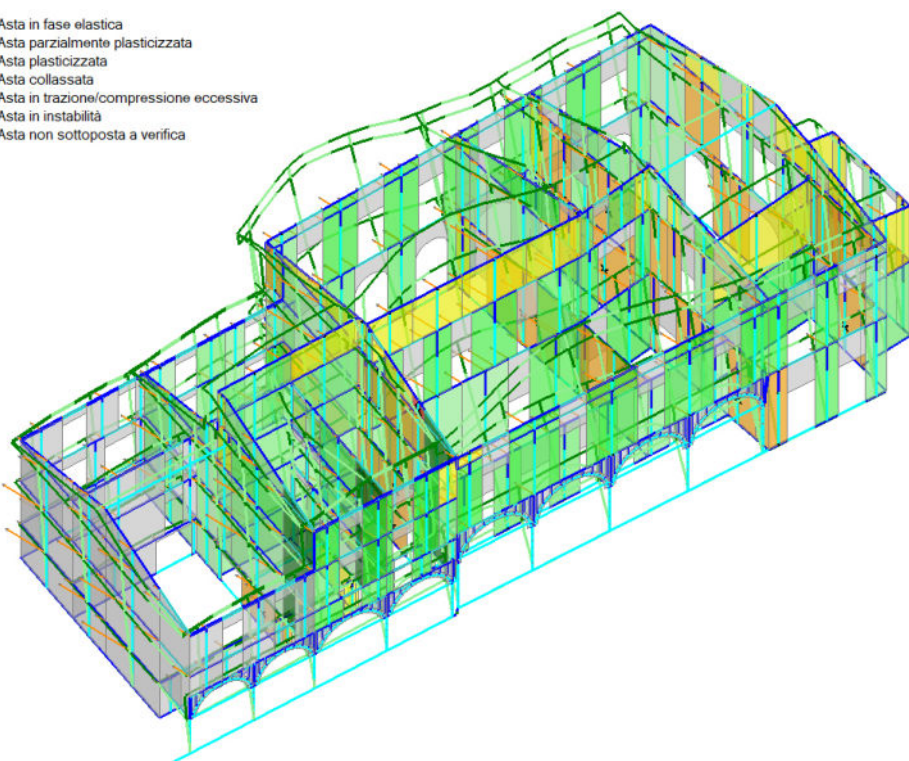 Asta in fase elastica
Asta parzialmente plasticizzata
Asta plasticizzata
Asta collassata
Asta in trazione/compressione eccessiva
Asta in instabilità
Asta non sottoposta a verifica